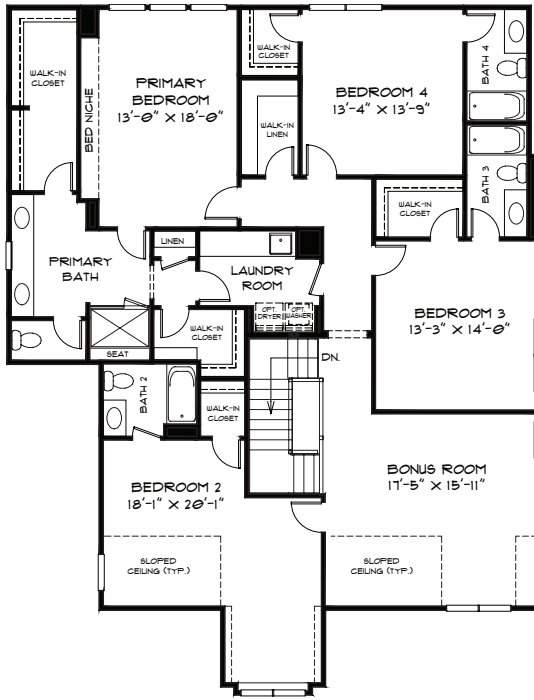 WALK-IN
CLOSET
BED NICHE
PRIMARY
BEDROOM
13'-0" X 18'-0"
WALK-IN
CLOSET
WALK-IN
LINEN
BEDROOM 4
13'-4" X 13'-9"
BATH 4
BATH 3
WALK-IN
CLOSET
PRIMARY
BATH
LINEN
LAUNDRY
ROOM
OPT.
DRYER
OPT.
WASHER
BEDROOM 3
13'-3" X 14'-0"
SEAT
WALK-IN
CLOSET
DN.
BATH 2
WALK-IN
CLOSET
BEDROOM 2
18'-1" X 20'-1"
BONUS ROOM
17'-5" X 15'-11"
SLOPED
CEILING (TYP.)
SLOPED
CEILING (TYP.)